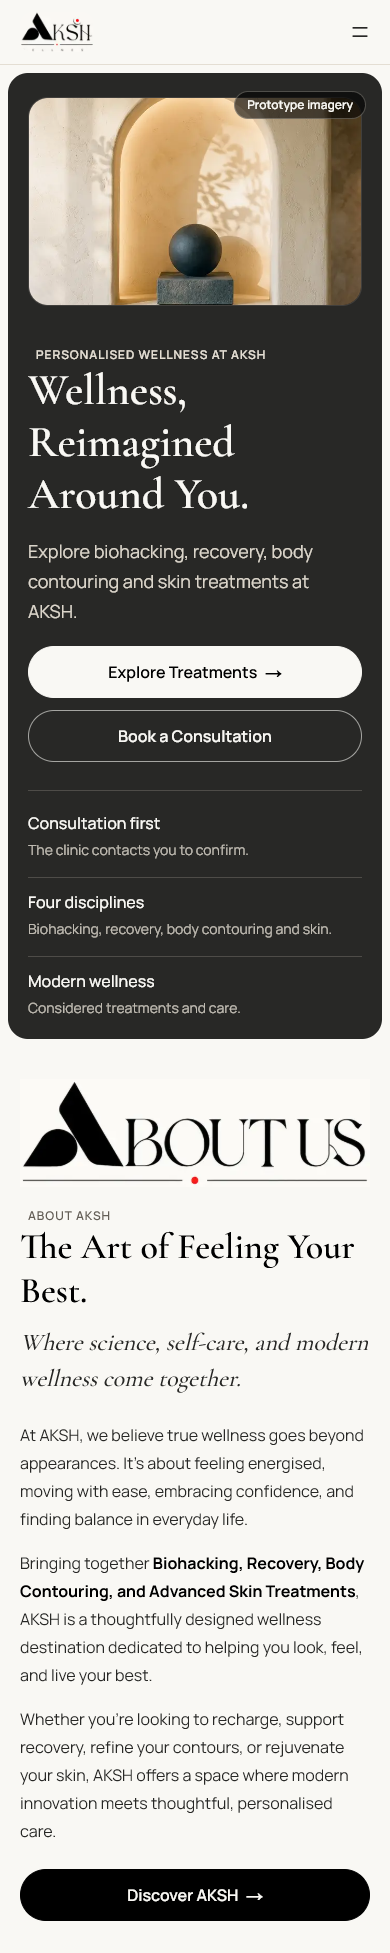 AKSH
Prototype imagery
PERSONALISED WELLNESS AT AKSH
Wellness,
Reimagined
Around You.
Explore biohacking, recovery, body
contouring and skin treatments at
AKSH.
Explore Treatments →
Book a Consultation
Consultation first
The clinic contacts you to confirm.
Four disciplines
Biohacking, recovery, body contouring and skin.
Modern wellness
Considered treatments and care.
ABOUT US
ABOUT AKSH
The Art of Feeling Your
Best.
Where science, self-care, and modern
wellness come together.
At AKSH, we believe true wellness goes beyond
appearances. It's about feeling energised,
moving with ease, embracing confidence, and
finding balance in everyday life.
Bringing together Biohacking, Recovery, Body
Contouring, and Advanced Skin Treatments,
AKSH is a thoughtfully designed wellness
destination dedicated to helping you look, feel,
and live your best.
Whether you're looking to recharge, support
recovery, refine your contours, or rejuvenate
your skin, AKSH offers a space where modern
innovation meets thoughtful, personalised
care.
Discover AKSH →